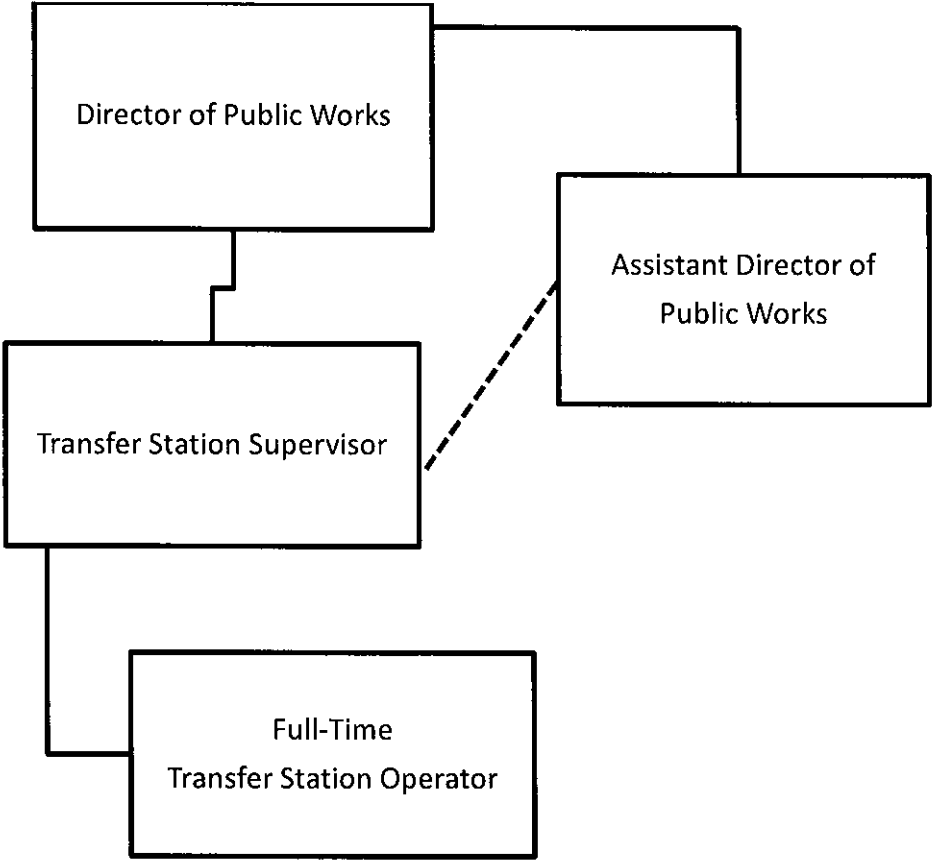 Director of Public Works
Assistant Director of
Public Works
Transfer Station Supervisor
Full-Time
Transfer Station Operator